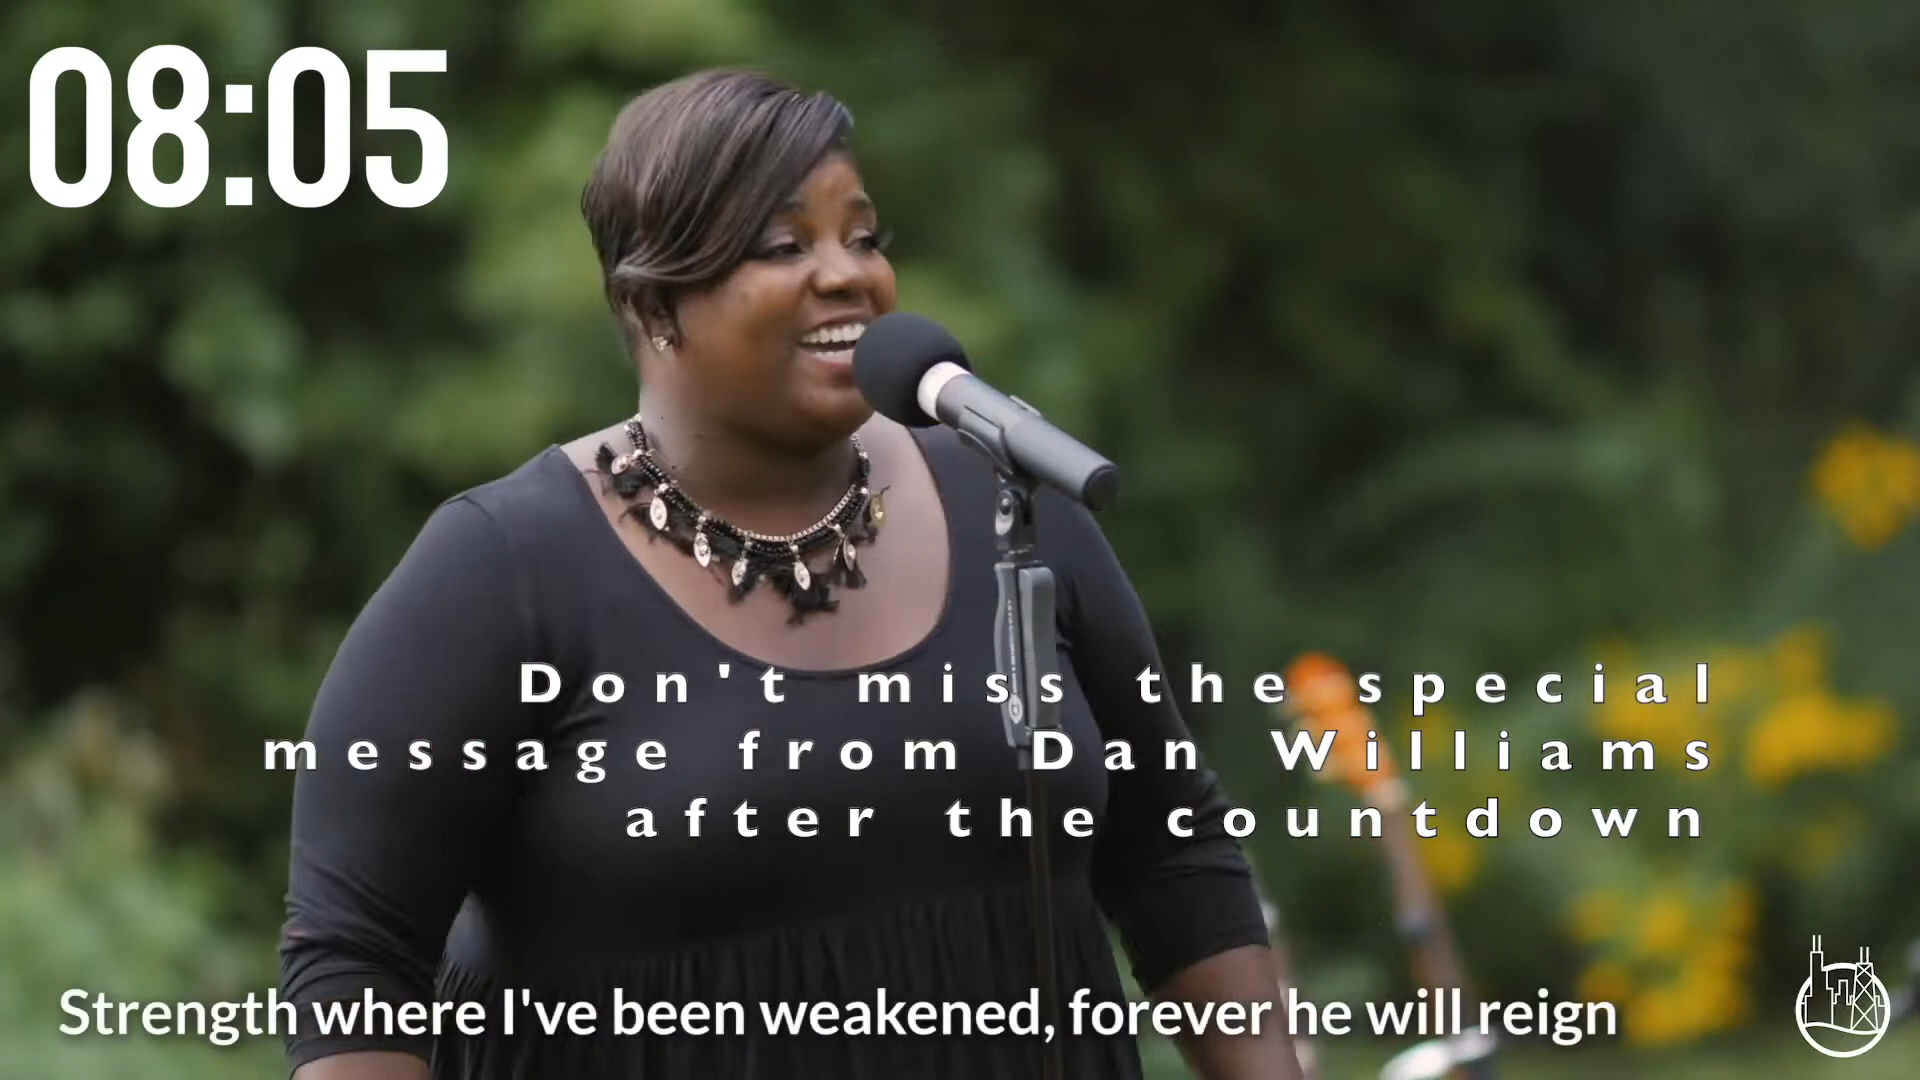 08:05
Don't miss the special
message from Dan Williams
after the countdown
Strength where I've been weakened, forever he will reign